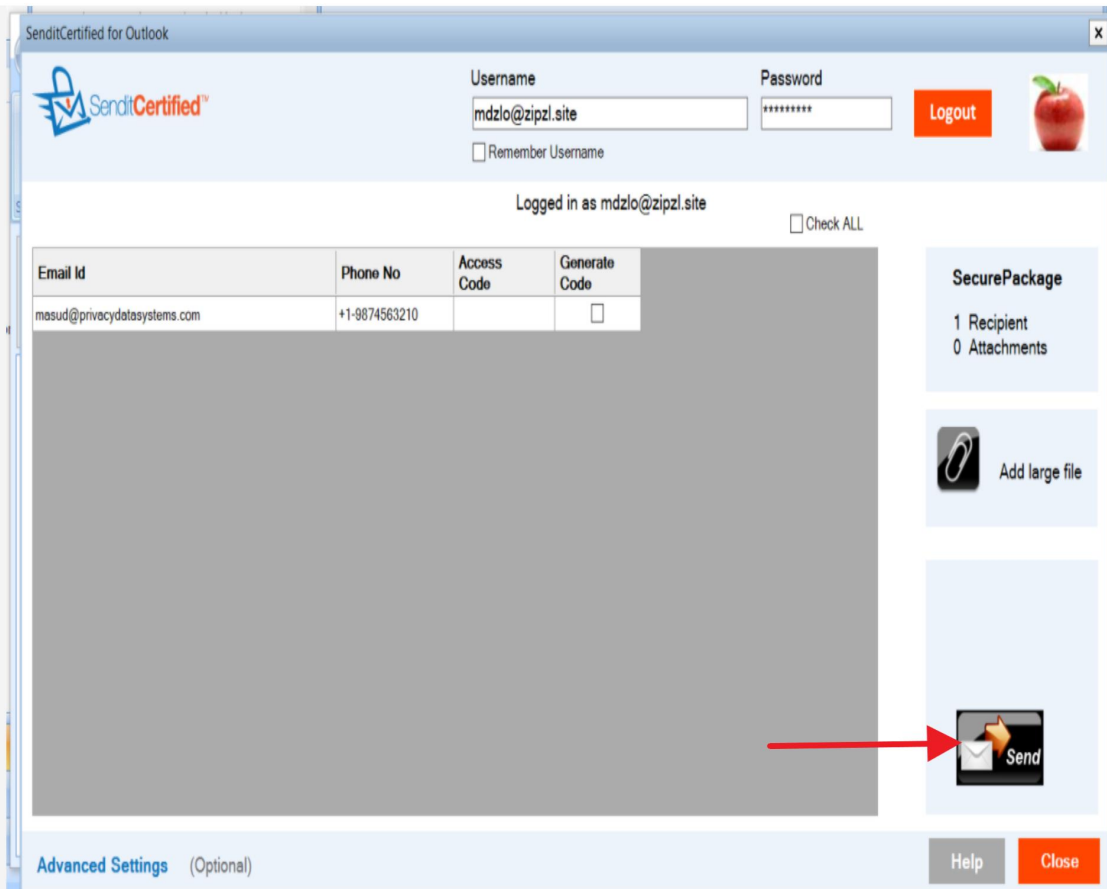 SenditCertified for Outlook
x
SenditCertified™
Username
Password
mdzlo@zipzl.site
*********
Logout
Remember Username
Logged in as mdzlo@zipzl.site
Check ALL
Email Id
Phone No
Access
Code
Generate
Code
masud@privacydatasystems.com
+1-9874563210
SecurePackage
1 Recipient
0 Attachments
Add large file
Send
Advanced Settings (Optional)
Help
Close